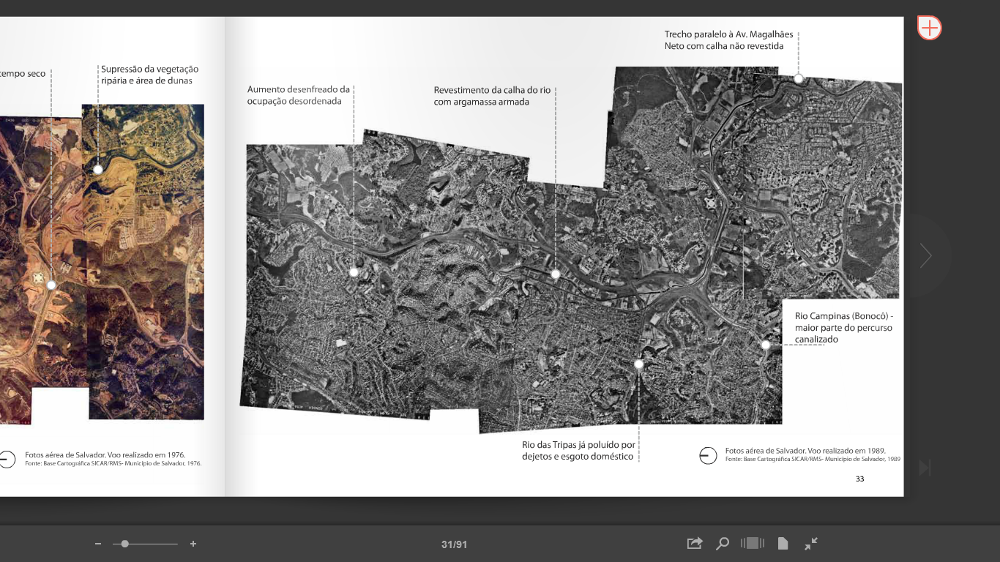 tempo seco
Supressão da vegetação
ripária e área de dunas
Fotos aérea de Salvador. Voo realizado em 1976.
Fonte: Base Cartográfica SICAR/RMS- Município de Salvador, 1976.
Trecho paralelo à Av. Magalhães
Neto com calha não revestida
Aumento desenfreado da
ocupação desordenada
Revestimento da calha do rio
com argamassa armada
Rio Campinas (Bonocô) -
maior parte do percurso
canalizado
Rio das Tripas já poluído por
dejetos e esgoto doméstico
Fotos aérea de Salvador. Voo realizado em 1989.
Fonte: Base Cartográfica SICAR/RMS- Município de Salvador, 1989
33
31/91